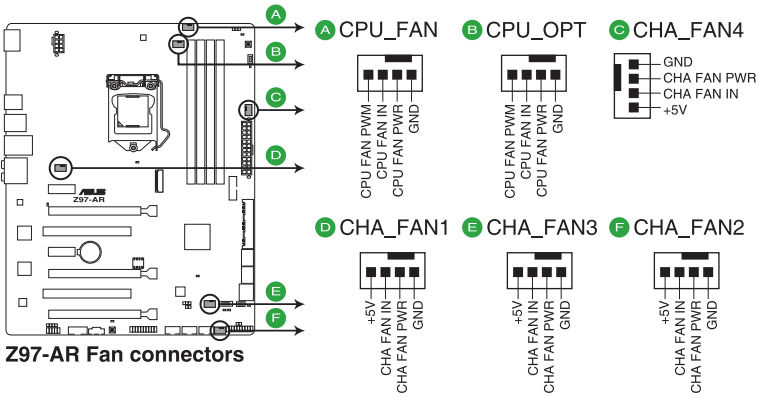 A
B
C
D
E
F
ASUS
Z97-AR
Z97-AR Fan connectors
A CPU_FAN
CPU FAN PWM
CPU FAN IN
CPU FAN PWR
GND
B CPU_OPT
CPU FAN PWM
CPU FAN IN
CPU FAN PWR
GND
C CHA_FAN4
GND
CHA FAN PWR
CHA FAN IN
+5V
D CHA_FAN1
+5V
CHA FAN IN
CHA FAN PWR
GND
E CHA_FAN3
+5V
CHA FAN IN
CHA FAN PWR
GND
F CHA_FAN2
+5V
CHA FAN IN
CHA FAN PWR
GND